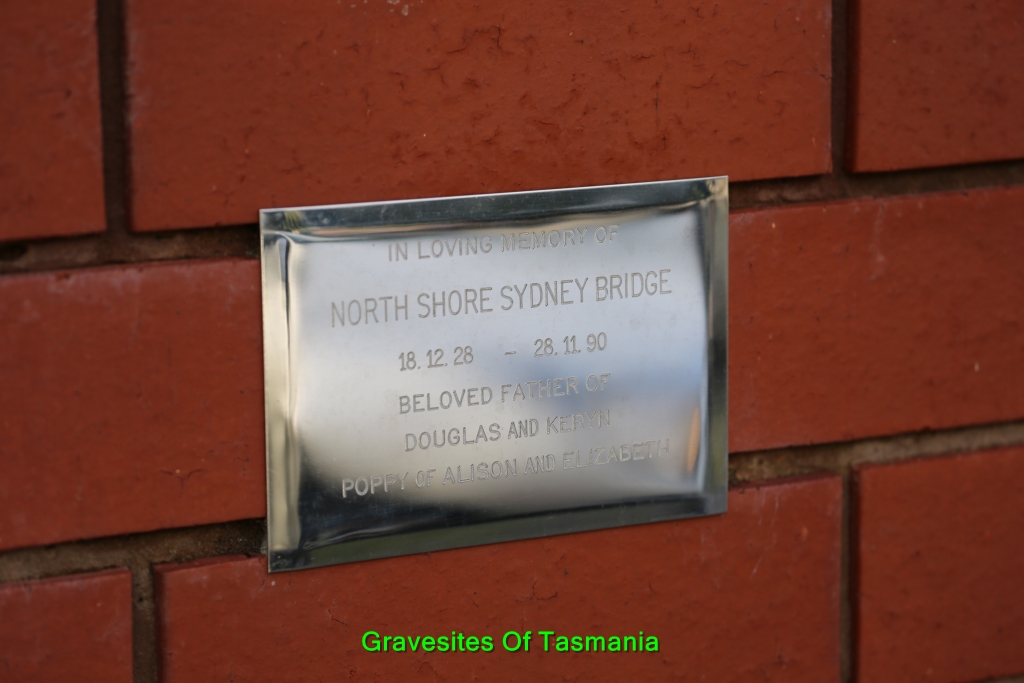 IN LOVING MEMORY OF
NORTH SHORE SYDNEY BRIDGE
18.12.28 - 28.11.90
BELOVED FATHER OF
DOUGLAS AND KERYN
POPPY OF ALISON AND ELIZABETH
Gravesites Of Tasmania